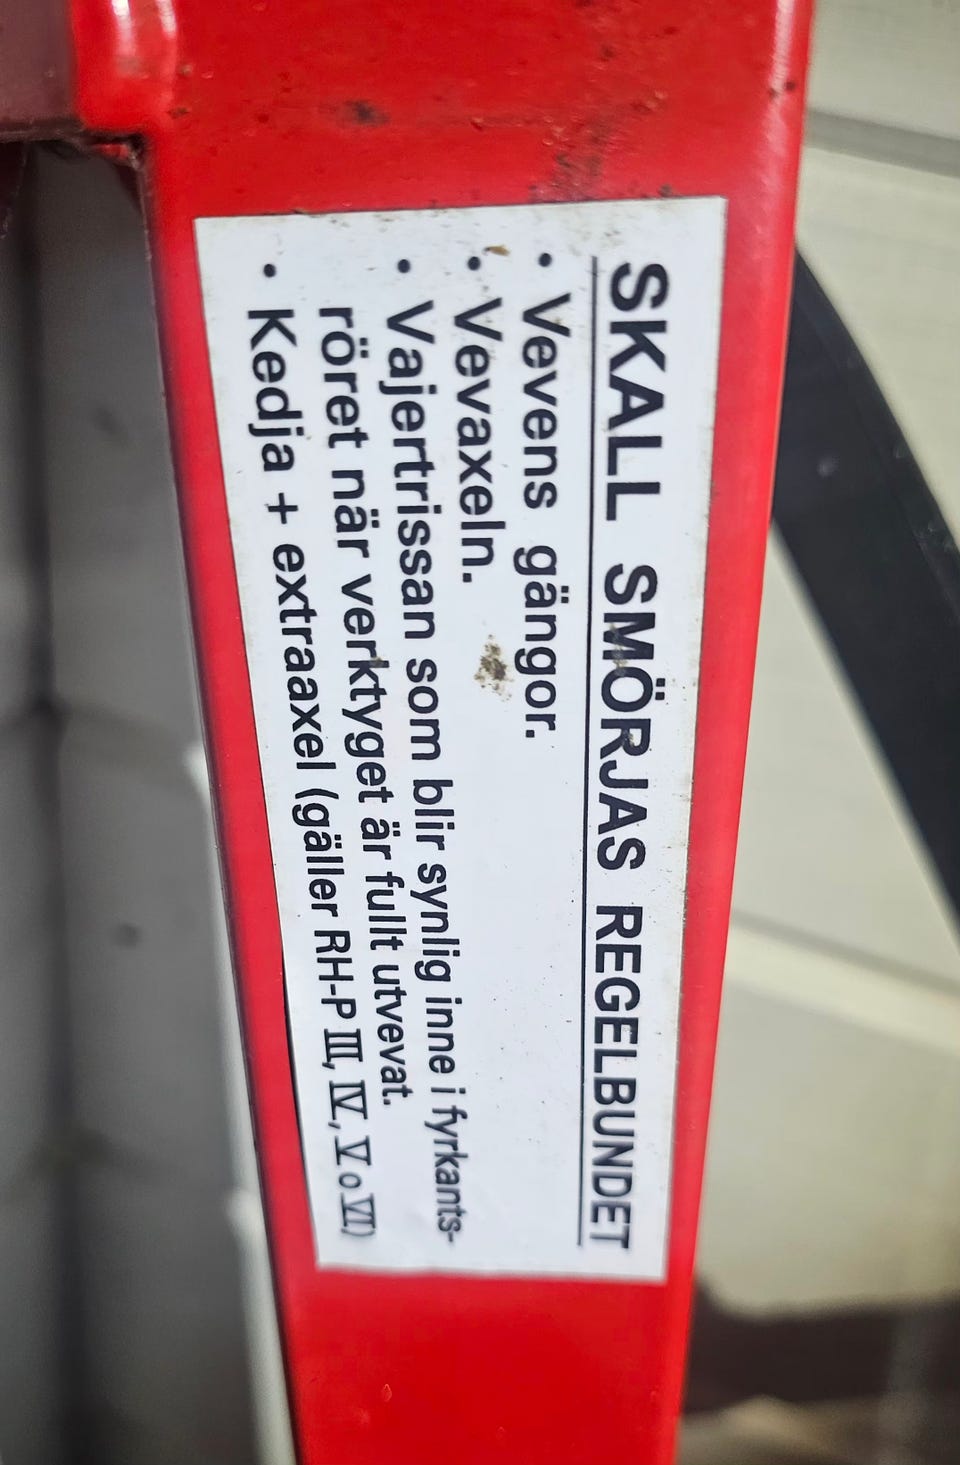 SKALL SMÖRJAS REGELBUNDET
• Vevens gängor.
• Vevaxeln.
• Vajertrissan som blir synlig inne i fyrkants-
röret när verktyget är fullt utvevat.
• Kedja + extraaxel (gäller RH-P III, IV, V o VI)